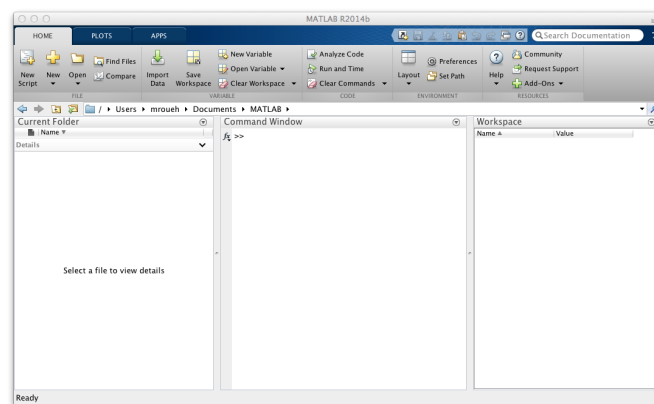 MATLAB R2014b
HOME PLOTS APPS
Search Documentation
New Script
New
Open
Find Files
Compare
Import Data
Save Workspace
New Variable
Open Variable
Clear Workspace
Analyze Code
Run and Time
Clear Commands
Layout
Preferences
Set Path
Help
Community
Request Support
Add-Ons
FILE VARIABLE CODE ENVIRONMENT RESOURCES
/ Users mroueh Documents MATLAB
Current Folder
Name
Details
Select a file to view details
Command Window
fx >>
Workspace
Name Value
Ready